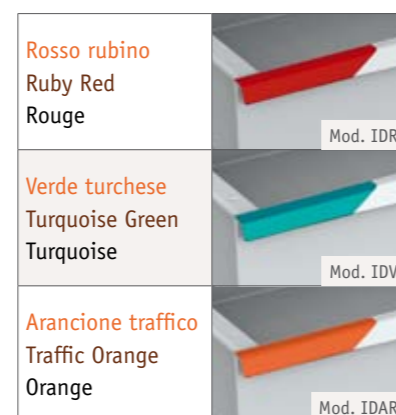 Rosso rubino
Ruby Red
Rouge
Mod. IDR
Verde turchese
Turquoise Green
Turquoise
Mod. IDV
Arancione traffico
Traffic Orange
Orange
Mod. IDAR